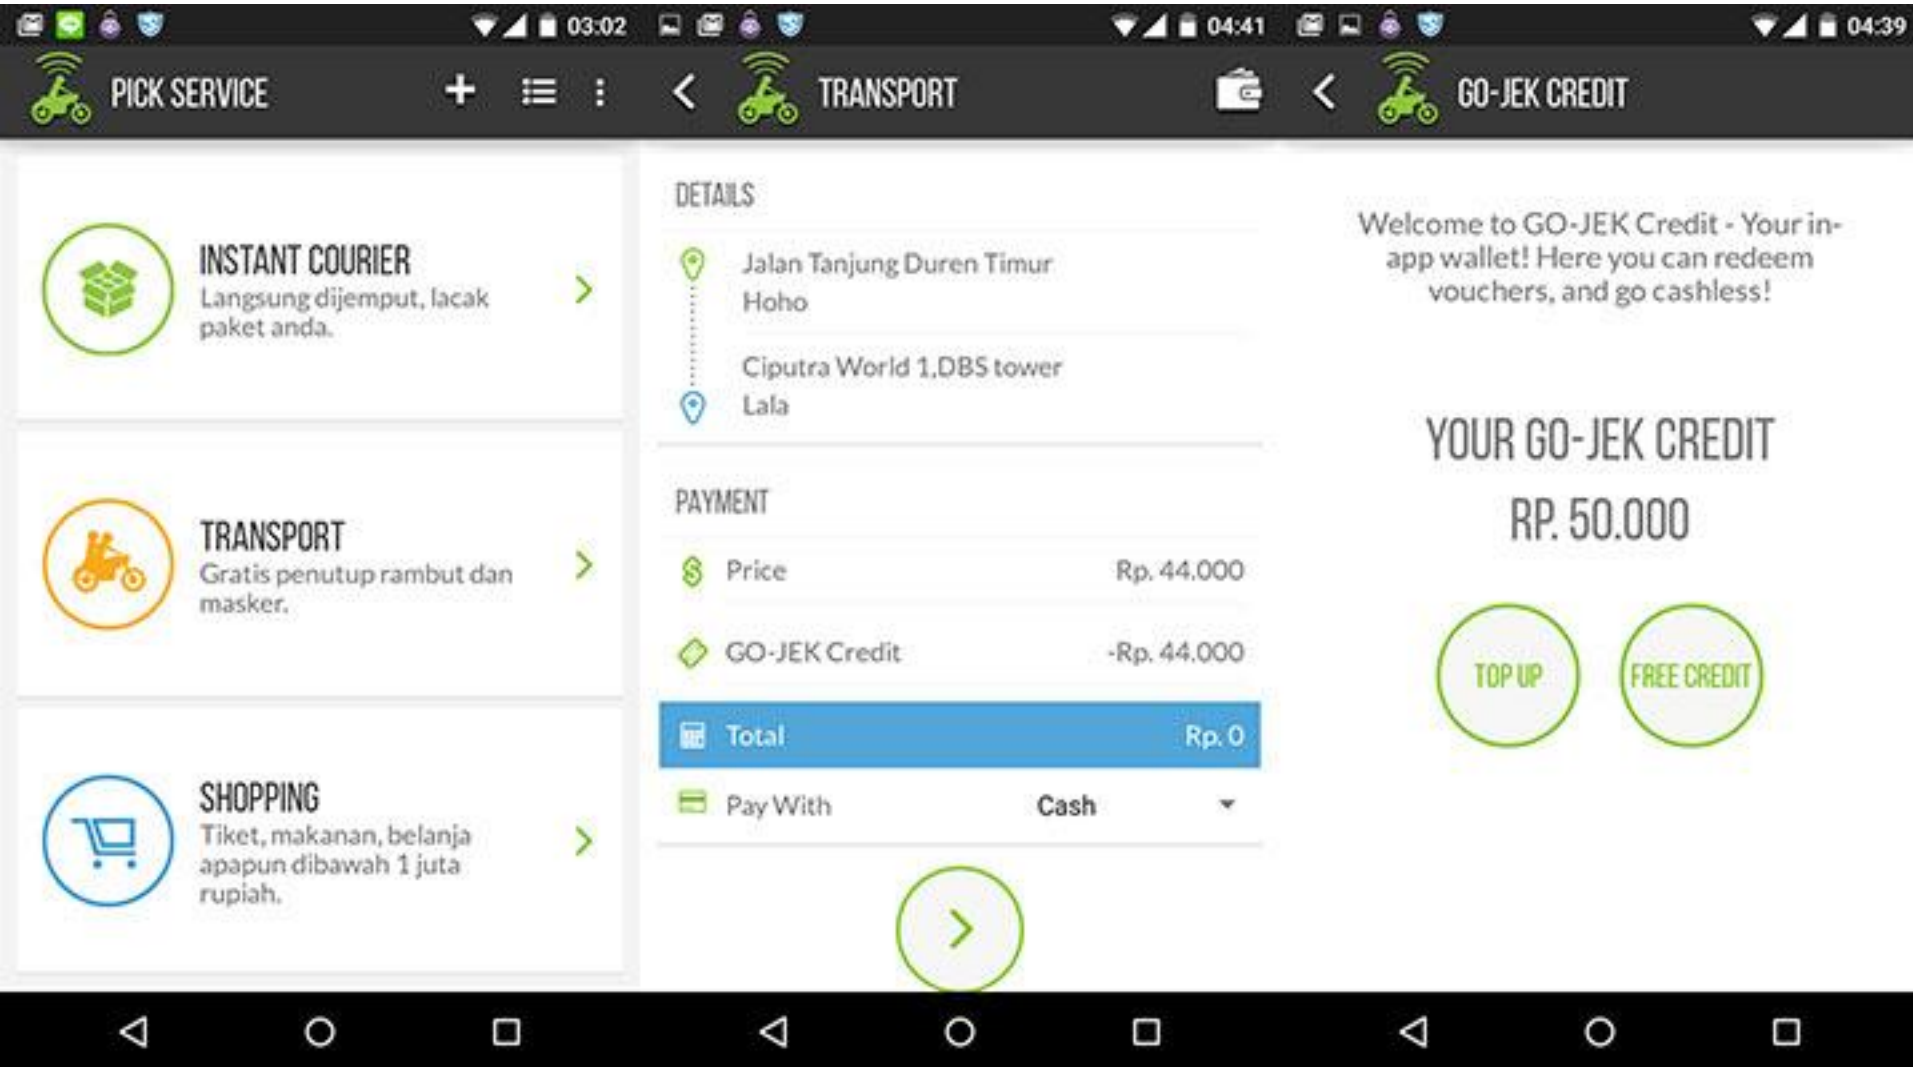 03:02
PICK SERVICE
INSTANT COURIER
Langsung dijemput, lacak
paket anda.
TRANSPORT
Gratis penutup rambut dan
masker.
SHOPPING
Tiket, makanan, belanja
apapun dibawah 1 juta
rupiah.
04:41
TRANSPORT
DETAILS
Jalan Tanjung Duren Timur
Hoho
Ciputra World 1,DBS tower
Lala
PAYMENT
Price Rp. 44.000
GO-JEK Credit -Rp. 44.000
Total Rp. 0
Pay With Cash
04:39
GO-JEK CREDIT
Welcome to GO-JEK Credit - Your in-
app wallet! Here you can redeem
vouchers, and go cashless!
YOUR GO-JEK CREDIT
RP. 50.000
TOP UP
FREE CREDIT